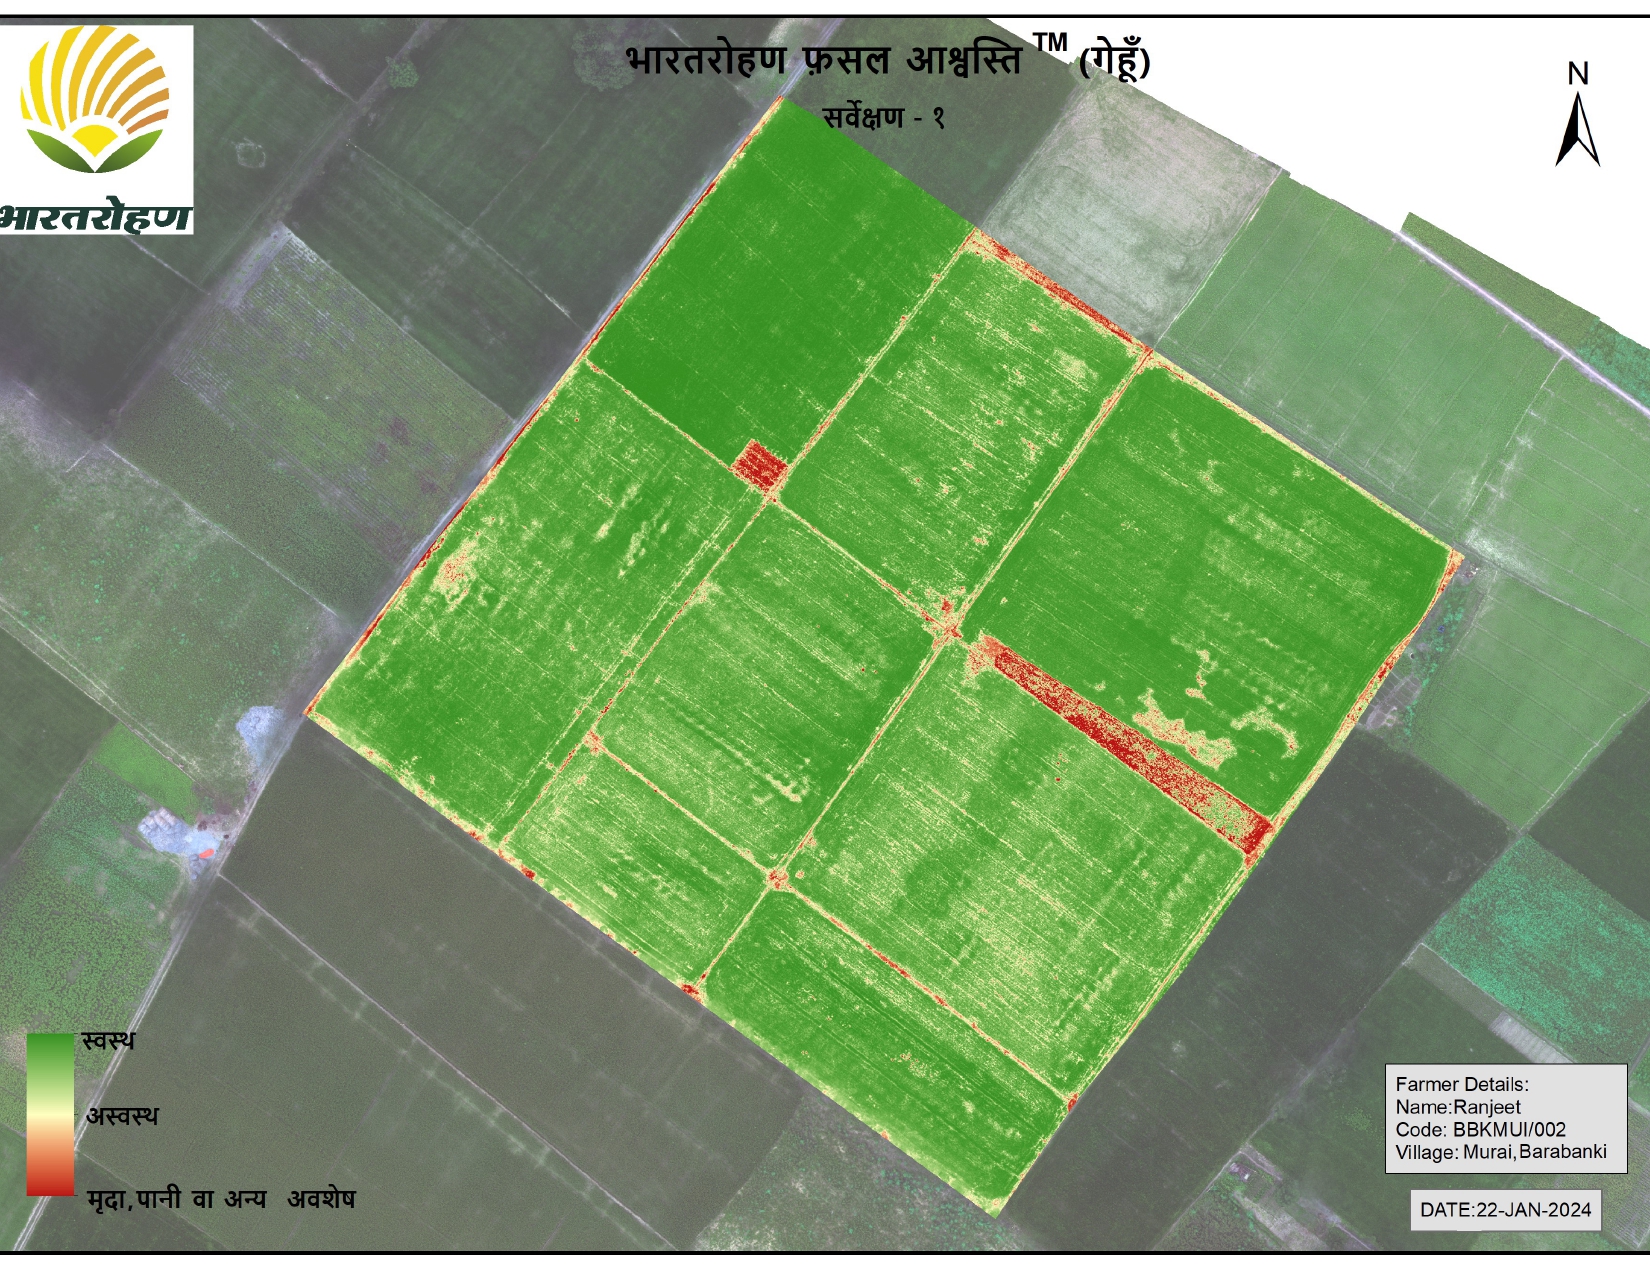 भारतरोहण फ़सल आश्वस्ति TM (गेहूँ)
सर्वेक्षण - १
N
भारतरोहण
स्वस्थ
अस्वस्थ
मृदा,पानी वा अन्य अवशेष
Farmer Details:
Name:Ranjeet
Code: BBKMUI/002
Village: Murai,Barabanki
DATE:22-JAN-2024